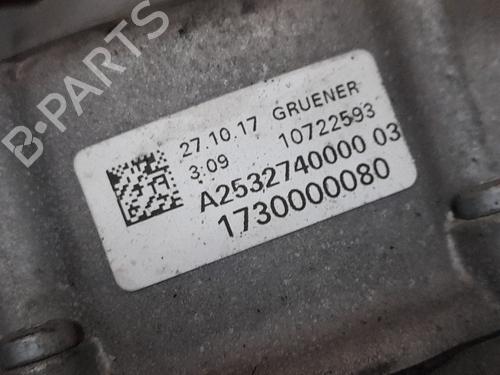 B-PARTS
27.10.17 GRUENER
3.09 10722593
A2532740000 03
1730000080